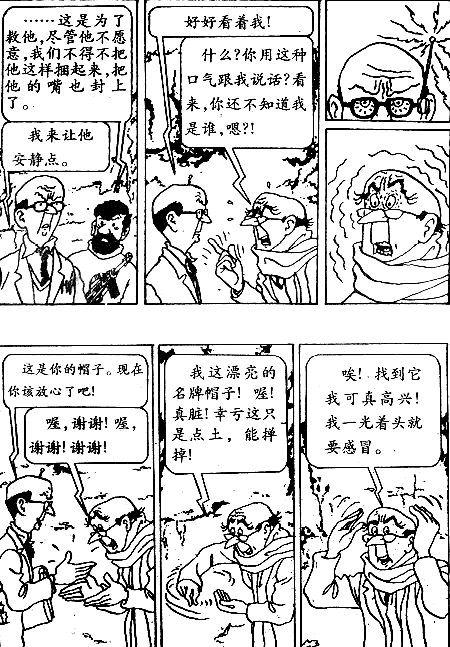 ……这是为了
救他,尽管他不愿
意,我们不得不把
他这样捆起来,把
他的嘴也封上
了。
我来让他
安静点。
好好看着我!
什么?你用这种
口气跟我说话?看
来,你还不知道我
是谁,嗯?!
这是你的帽子。现在
你该放心了吧!
喔,谢谢!喔,
谢谢!谢谢!
我这漂亮的
名牌帽子!喔!
真脏!幸亏这只
是点土,能掸
掉!
唉!找到它
我可真高兴!
我一光着头就
要感冒。